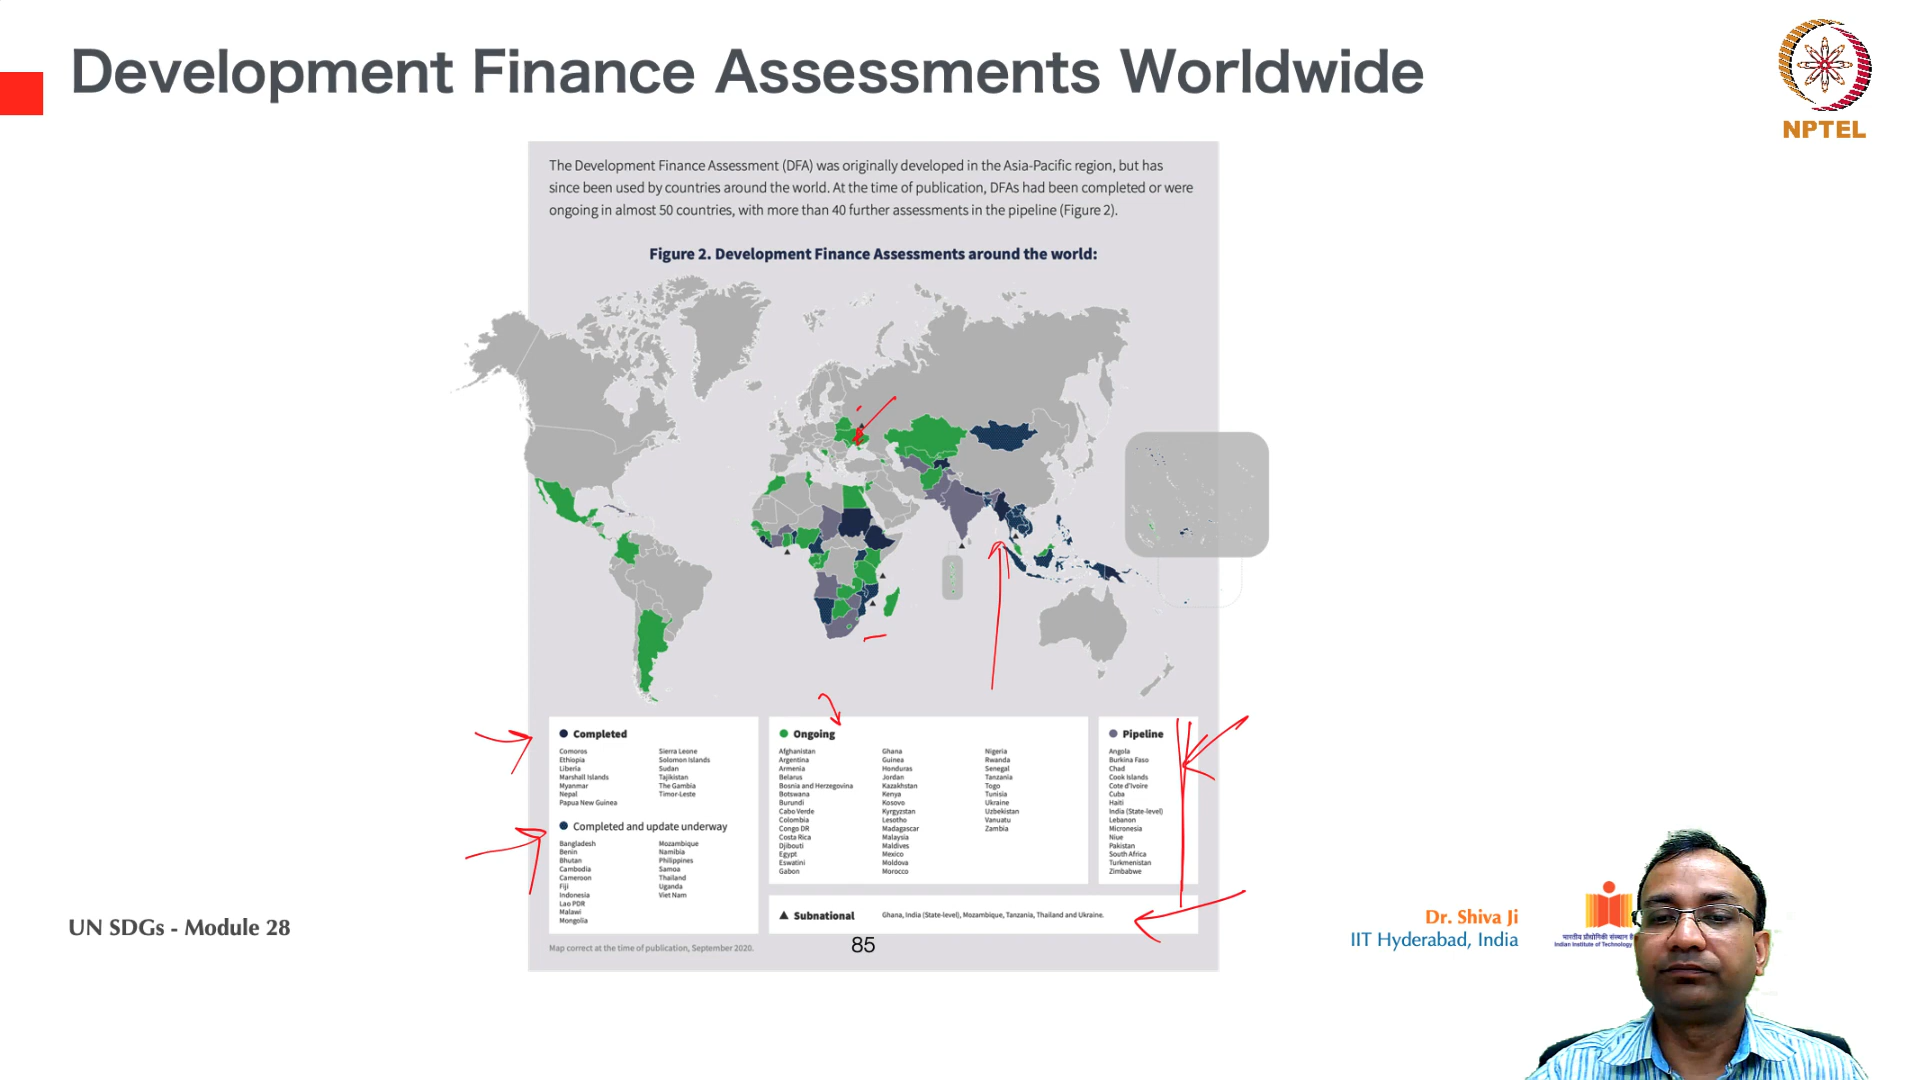 Development Finance Assessments Worldwide
NPTEL
The Development Finance Assessment (DFA) was originally developed in the Asia-Pacific region, but has
since been used by countries around the world. At the time of publication, DFAs had been completed or were
ongoing in almost 50 countries, with more than 40 further assessments in the pipeline (Figure 2).
Figure 2. Development Finance Assessments around the world:
Completed
Comoros
Ethiopia
Liberia
Marshall Islands
Myanmar
Nepal
Papua New Guinea
Sierra Leone
Solomon Islands
Sudan
Tajikistan
The Gambia
Timor-Leste
Completed and update underway
Bangladesh
Benin
Bhutan
Cambodia
Cameroon
Fiji
Indonesia
Lao PDR
Malawi
Mongolia
Mozambique
Namibia
Philippines
Samoa
Thailand
Uganda
Viet Nam
Ongoing
Afghanistan
Argentina
Armenia
Belarus
Bosnia and Herzegovina
Botswana
Burundi
Cabo Verde
Colombia
Congo DR
Costa Rica
Djibouti
Egypt
Eswatini
Gabon
Ghana
Guinea
Honduras
Jordan
Kazakhstan
Kenya
Kosovo
Kyrgyzstan
Lesotho
Madagascar
Malaysia
Maldives
Mexico
Moldova
Morocco
Nigeria
Rwanda
Senegal
Tanzania
Togo
Tunisia
Ukraine
Uzbekistan
Vanuatu
Zambia
Pipeline
Angola
Burkina Faso
Chad
Cook Islands
Cote d'Ivoire
Cuba
Haiti
India (State-level)
Lebanon
Micronesia
Niue
Pakistan
South Africa
Turkmenistan
Zimbabwe
Subnational
Ghana, India (State-level), Mozambique, Tanzania, Thailand and Ukraine.
Map correct at the time of publication, September 2020.
85
UN SDGs - Module 28
Dr. Shiva Ji
IIT Hyderabad, India
भारतीय प्रौद्योगिकी संस्थान
Indian Institute of Technology